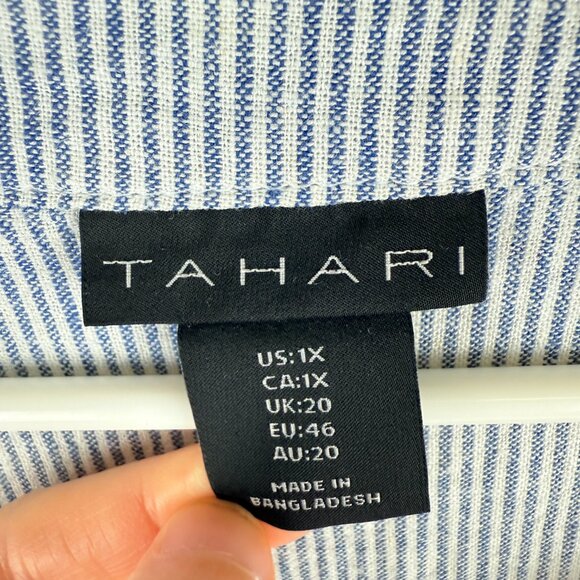 TAHARI
US:1X
CA:1X
UK:20
EU:46
AU:20
MADE IN
BANGLADESH